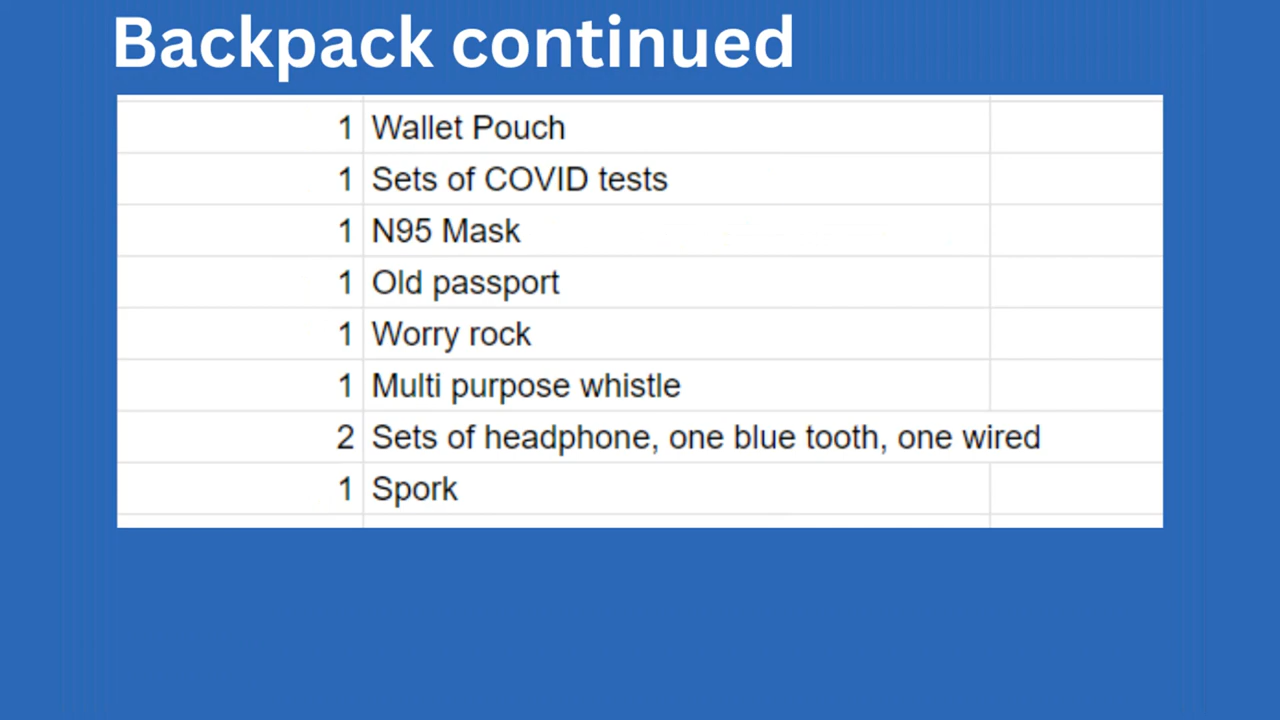 Backpack continued
1 Wallet Pouch
1 Sets of COVID tests
1 N95 Mask
1 Old passport
1 Worry rock
1 Multi purpose whistle
2 Sets of headphone, one blue tooth, one wired
1 Spork